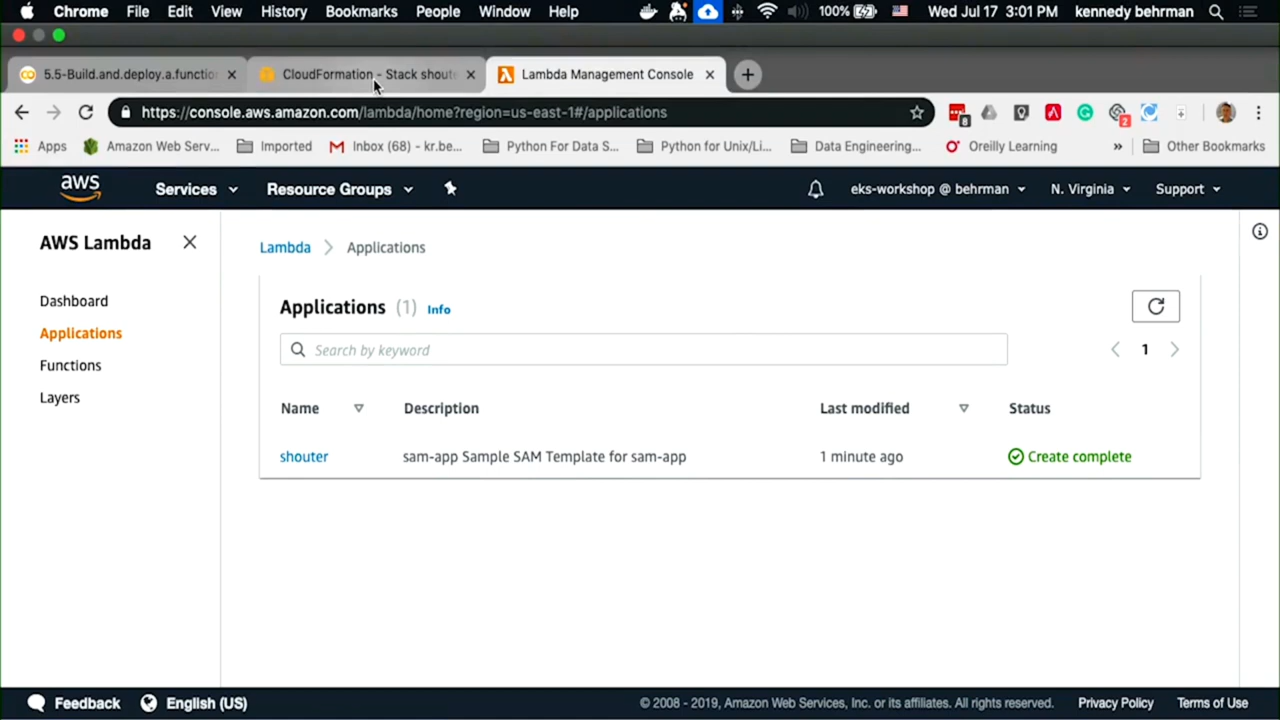 Chrome File Edit View History Bookmarks People Window Help 100% Wed Jul 17 3:01 PM kennedy behrman
5.5-Build.and.deploy.a.functio CloudFormation - Stack shoute Lambda Management Console
https://console.aws.amazon.com/lambda/home?region=us-east-1#/applications 8 2
Apps Amazon Web Serv... Imported Inbox (68) - kr.be... Python For Data S... Python for Unix/Li... Data Engineering... Oreilly Learning » Other Bookmarks
aws Services Resource Groups eks-workshop @ behrman N. Virginia Support
AWS Lambda
Dashboard
Applications
Functions
Layers
Lambda Applications
Applications (1) Info
Search by keyword
1
Name Description Last modified Status
shouter sam-app Sample SAM Template for sam-app 1 minute ago Create complete
Feedback English (US) © 2008 - 2019, Amazon Web Services, Inc. or its affiliates. All rights reserved. Privacy Policy Terms of Use